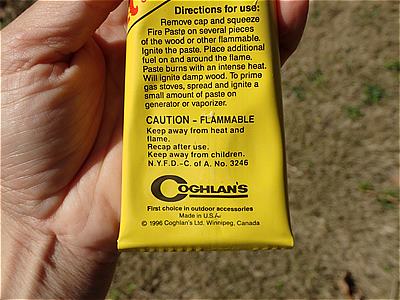 Directions for use:
Remove cap and squeeze
Fire Paste on several pieces
of the wood or other flammable.
Ignite the paste. Place additional
fuel on and around the flame.
Paste burns with an intense heat.
Will ignite damp wood. To prime
gas stoves, spread and ignite a
small amount of paste on
generator or vaporizer.
CAUTION - FLAMMABLE
Keep away from heat and
flame.
Recap after use.
Keep away from children.
N.Y.F.D.-C. of A. No. 3246
COGHLAN'S
First choice in outdoor accessories
Made in U.S.A.
© 1996 Coghlan's Ltd. Winnipeg, Canada